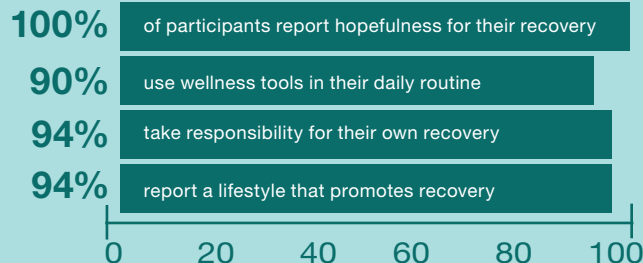 100% of participants report hopefulness for their recovery
90% use wellness tools in their daily routine
94% take responsibility for their own recovery
94% report a lifestyle that promotes recovery
0 20 40 60 80 100